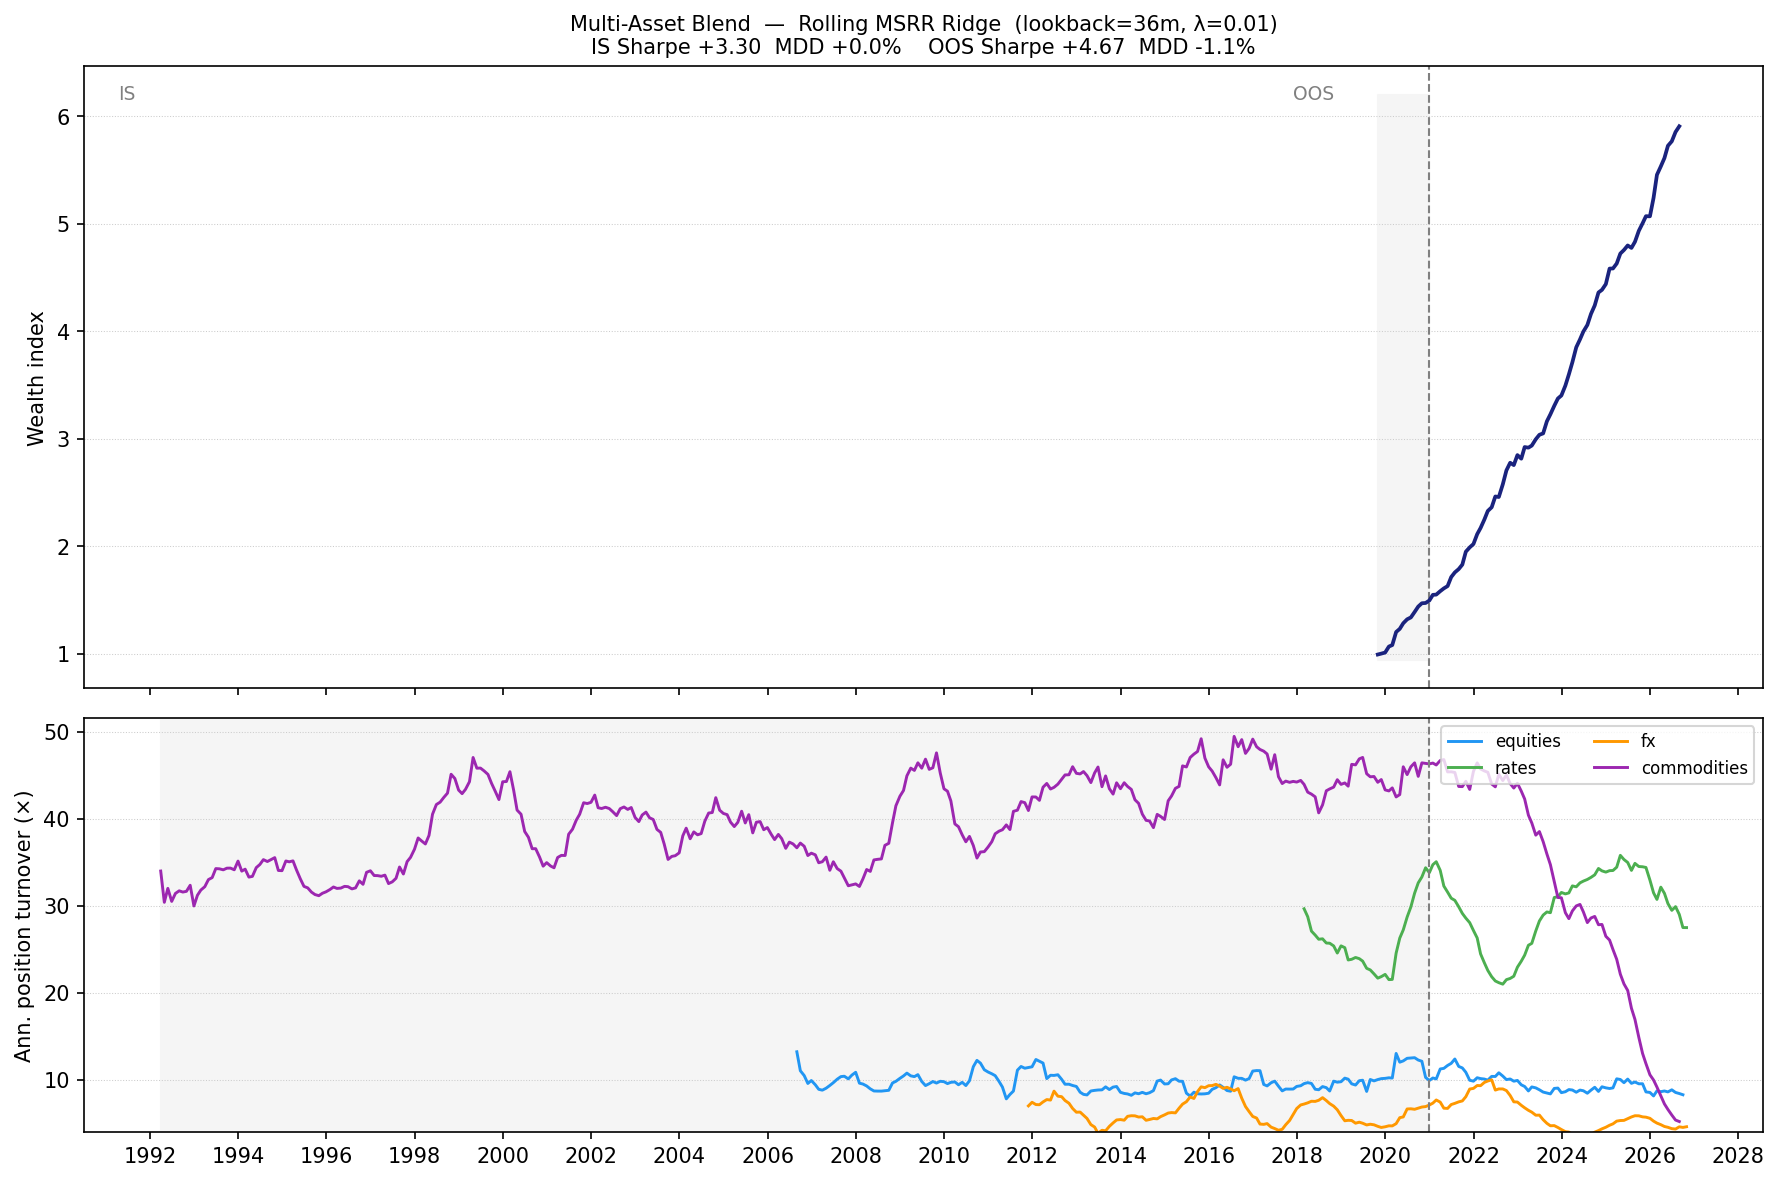 Multi-Asset Blend — Rolling MSRR Ridge (lookback=36m, λ=0.01)
IS Sharpe +3.30 MDD +0.0% OOS Sharpe +4.67 MDD -1.1%
IS
OOS
Wealth index
6
5
4
3
2
1
Ann. position turnover (×)
50
40
30
20
10
equities
fx
rates
commodities
1992 1994 1996 1998 2000 2002 2004 2006 2008 2010 2012 2014 2016 2018 2020 2022 2024 2026 2028